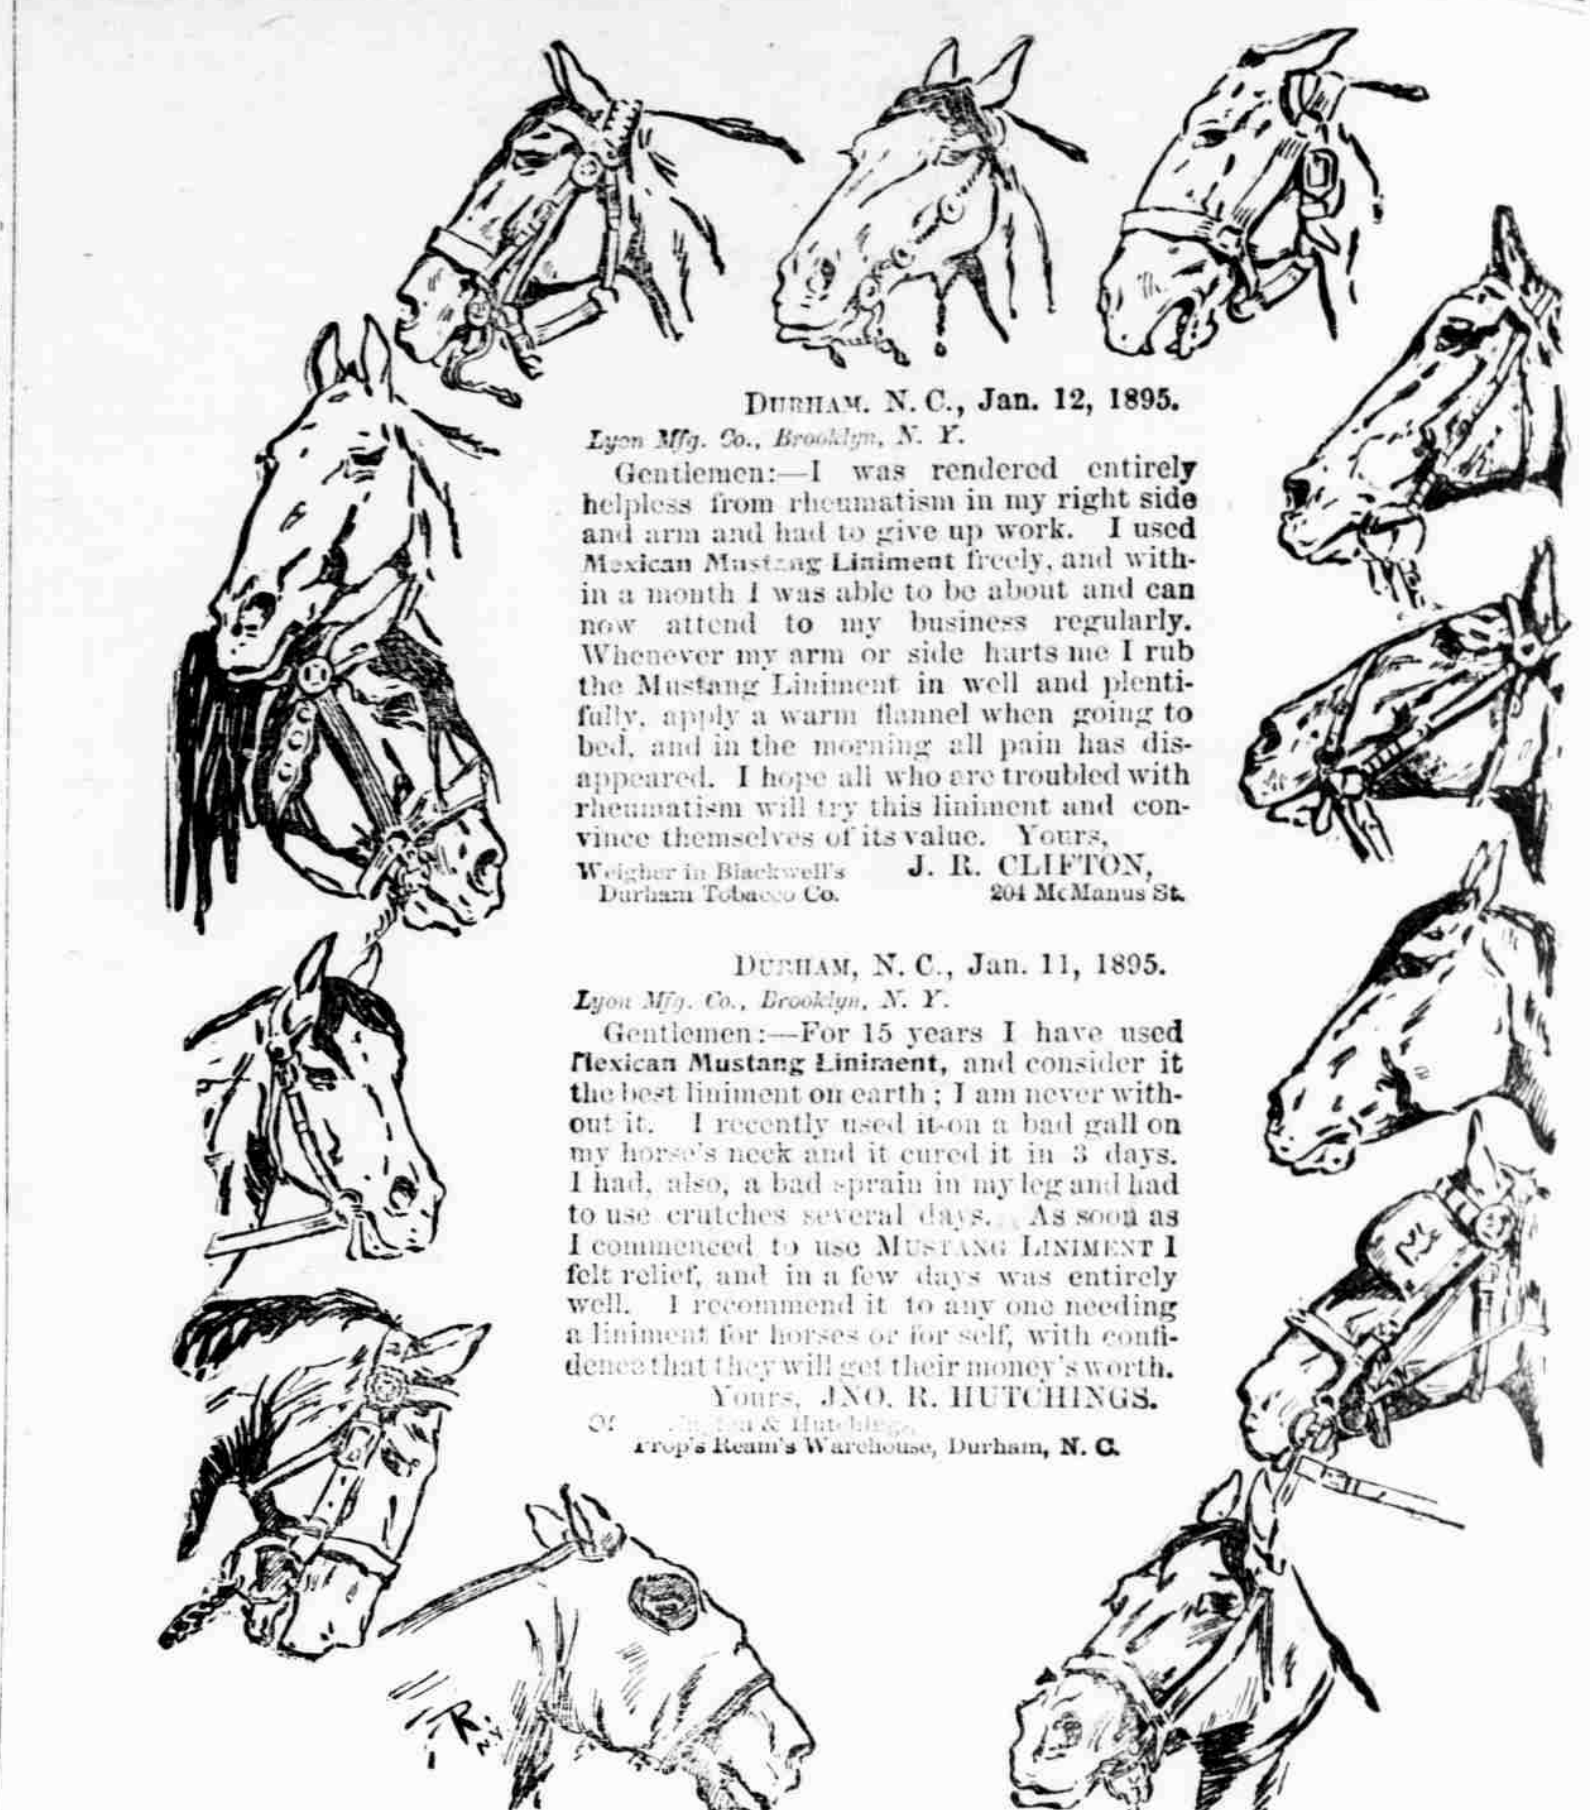 DURHAM, N. C., Jan. 12, 1895.
Lyon Mfg. Co., Brooklyn, N. Y.
Gentlemen:—I was rendered entirely
helpless from rheumatism in my right side
and arm and had to give up work. I used
Mexican Mustang Liniment freely, and with-
in a month I was able to be about and can
now attend to my business regularly.
Whenever my arm or side hurts me I rub
the Mustang Liniment in well and plenti-
fully, apply a warm flannel when going to
bed, and in the morning all pain has dis-
appeared. I hope all who are troubled with
rheumatism will try this liniment and con-
vince themselves of its value. Yours,
Weigher in Blackwell's J. R. CLIFTON,
Durham Tobacco Co. 204 McManus St.
DURHAM, N. C., Jan. 11, 1895.
Lyon Mfg. Co., Brooklyn, N. Y.
Gentlemen:—For 15 years I have used
Mexican Mustang Liniment, and consider it
the best liniment on earth; I am never with-
out it. I recently used it on a bad gall on
my horse's neck and it cured it in 3 days.
I had, also, a bad sprain in my leg and had
to use crutches several days. As soon as
I commenced to use MUSTANG LINIMENT I
felt relief, and in a few days was entirely
well. I recommend it to any one needing
a liniment for horses or for self, with confi-
dence that they will get their money's worth.
Yours, JNO. R. HUTCHINGS.
Of & Hutchings,
Prop's Ream's Warehouse, Durham, N. C.